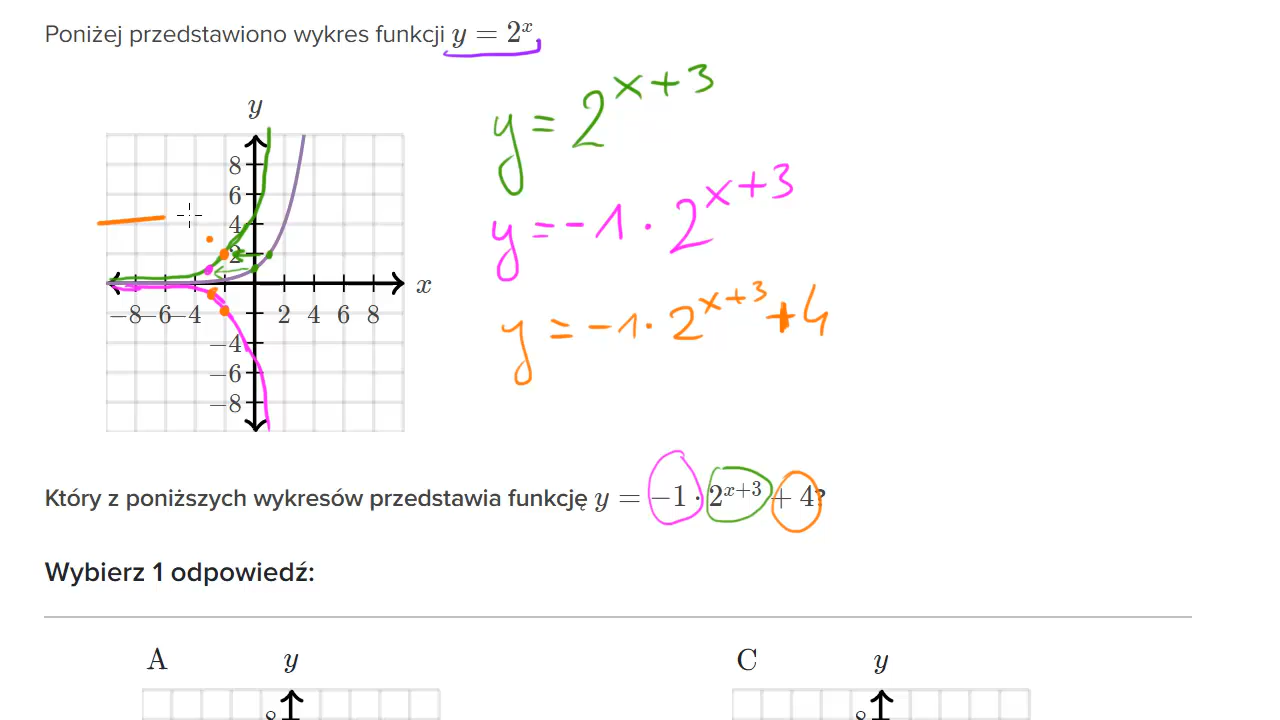 Poniżej przedstawiono wykres funkcji y = 2^x.
y = 2^{x+3}
y = -1 · 2^{x+3}
y = -1 · 2^{x+3} + 4
y
8
6
4
2
x
−8 −6 −4 2 4 6 8
−4
−6
−8
Który z poniższych wykresów przedstawia funkcję y = −1 · 2^{x+3} + 4?
Wybierz 1 odpowiedź:
A y C y
8 8